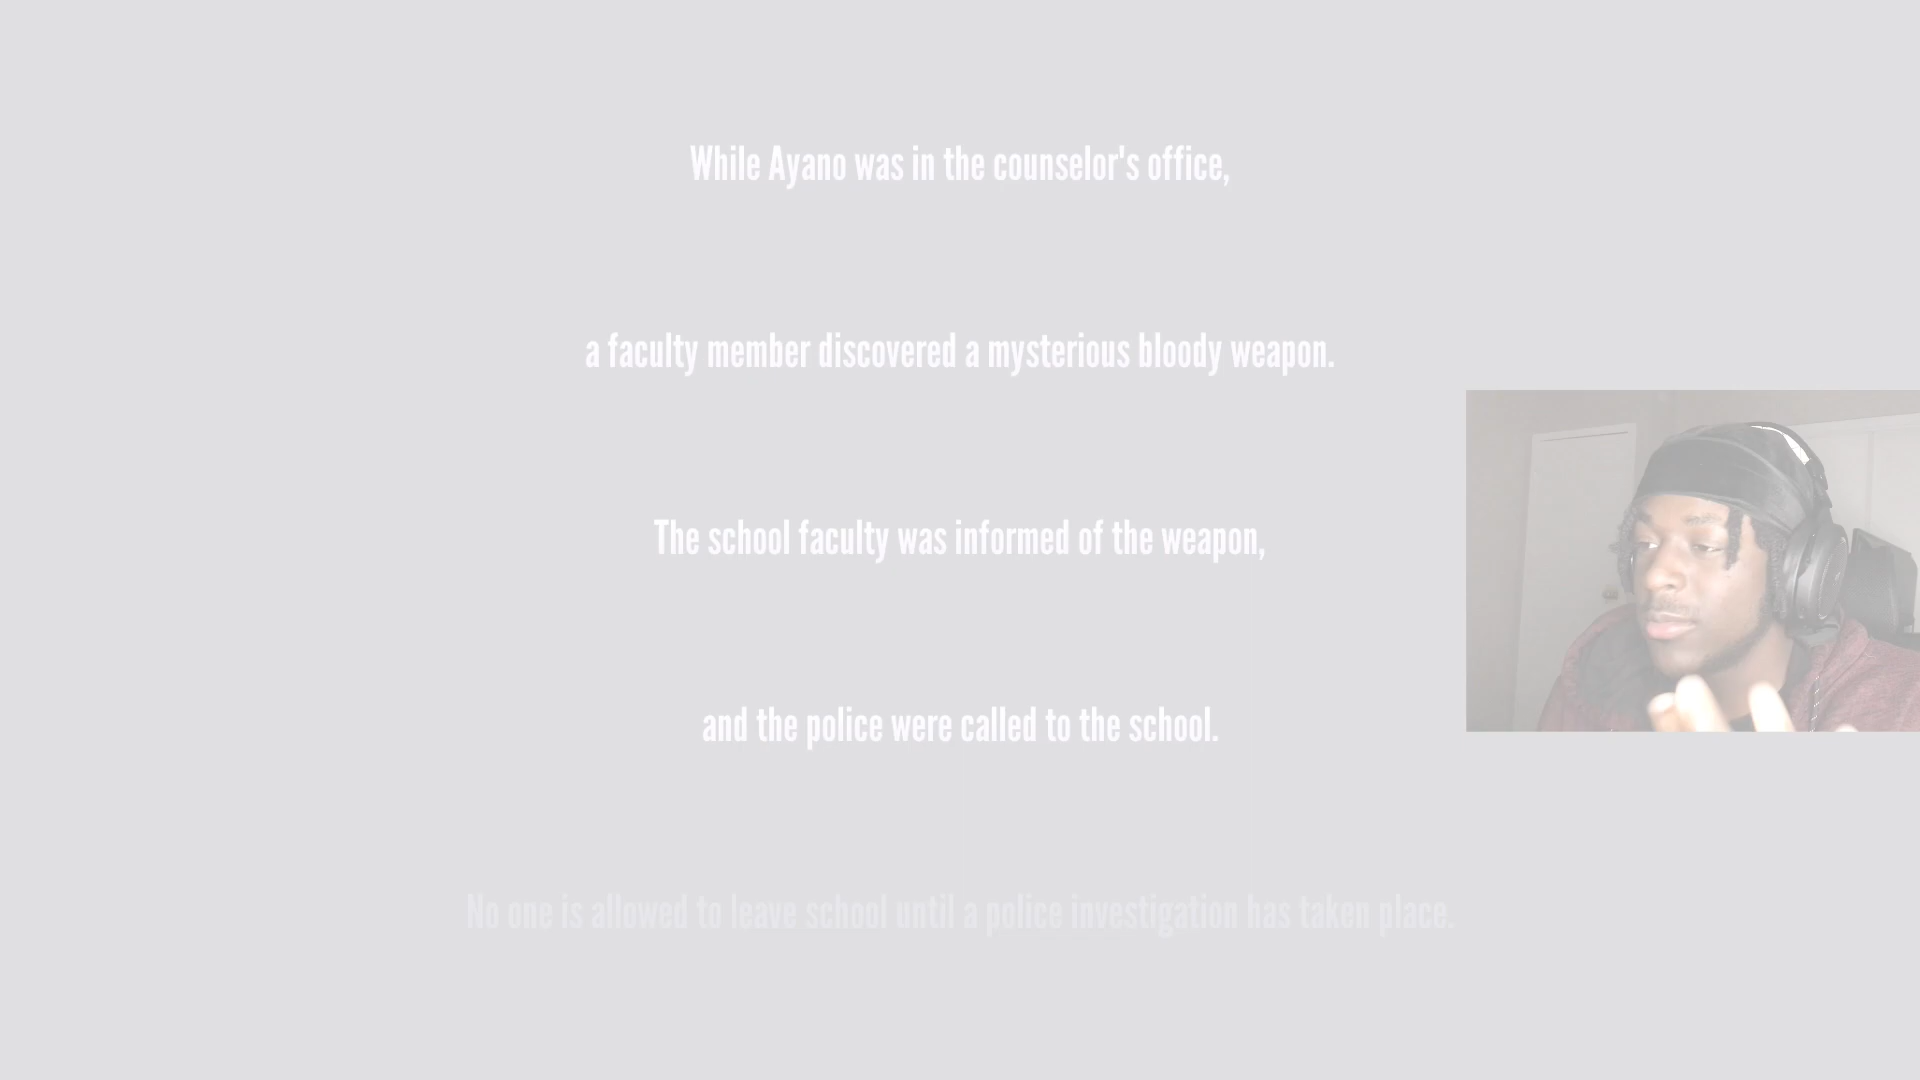 While Ayano was in the counselor's office,
a faculty member discovered a mysterious bloody weapon.
The school faculty was informed of the weapon,
and the police were called to the school.
No one is allowed to leave school until a police investigation has taken place.